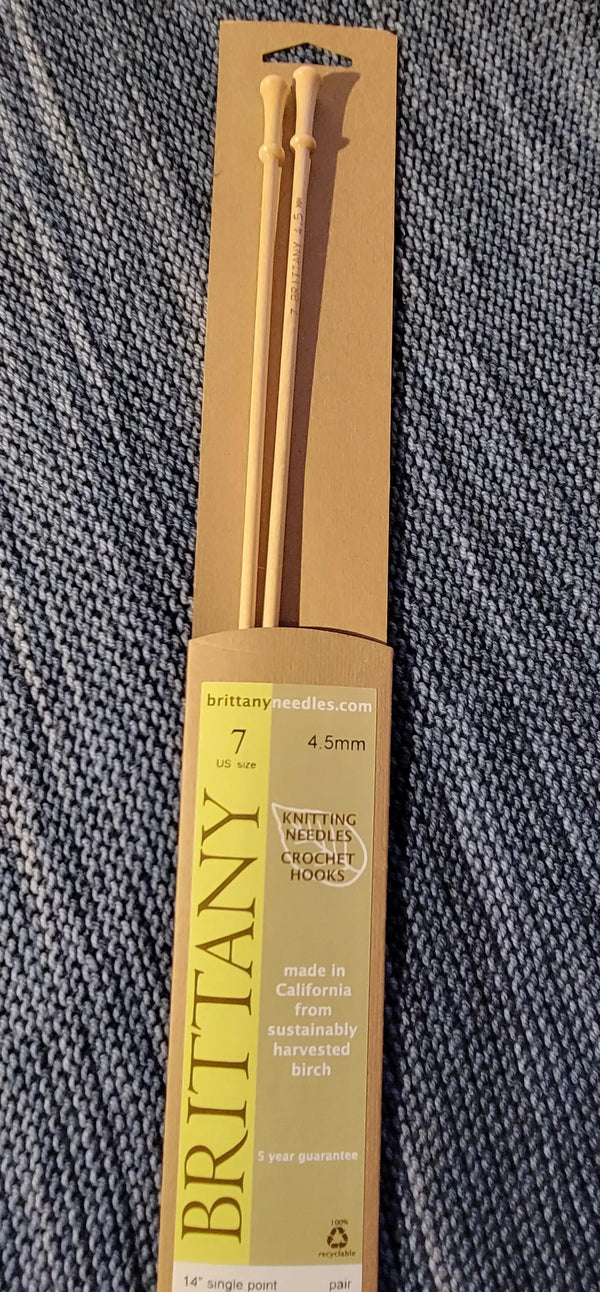 7 BRITTANY 4.5 MM
brittanyneedles.com
7
US size
4.5mm
BRITTANY
KNITTING
NEEDLES
CROCHET
HOOKS
made in
California
from
sustainably
harvested
birch
5 year guarantee
100%
recyclable
14" single point pair